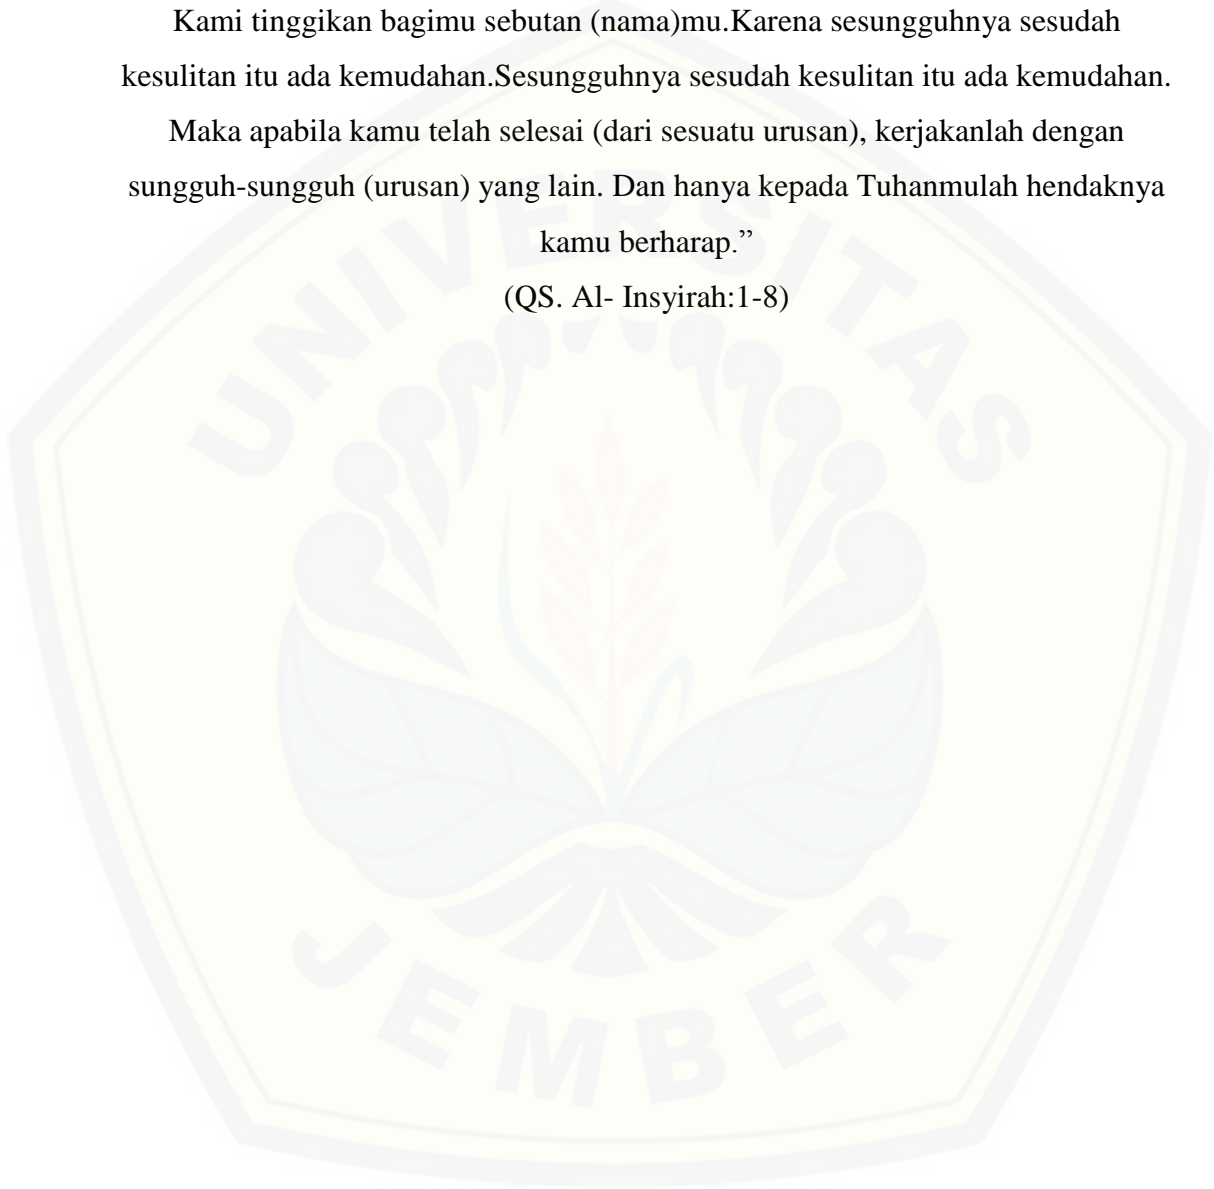 Kami tinggikan bagimu sebutan (nama)mu.Karena sesungguhnya sesudah
kesulitan itu ada kemudahan.Sesungguhnya sesudah kesulitan itu ada kemudahan.
Maka apabila kamu telah selesai (dari sesuatu urusan), kerjakanlah dengan
sungguh-sungguh (urusan) yang lain. Dan hanya kepada Tuhanmulah hendaknya
kamu berharap.”
(QS. Al- Insyirah:1-8)
UNIVERSITAS
JEMBER